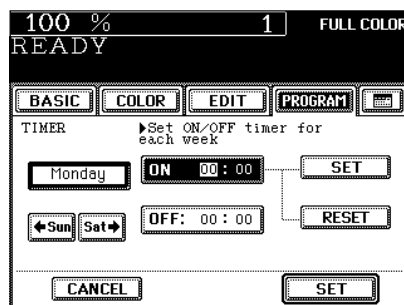 100 % 1 FULL COLOR
READY
BASIC COLOR EDIT PROGRAM
TIMER ▶Set ON/OFF timer for
each week
Monday ON 00:00 SET
←Sun Sat→ OFF: 00:00 RESET
CANCEL SET